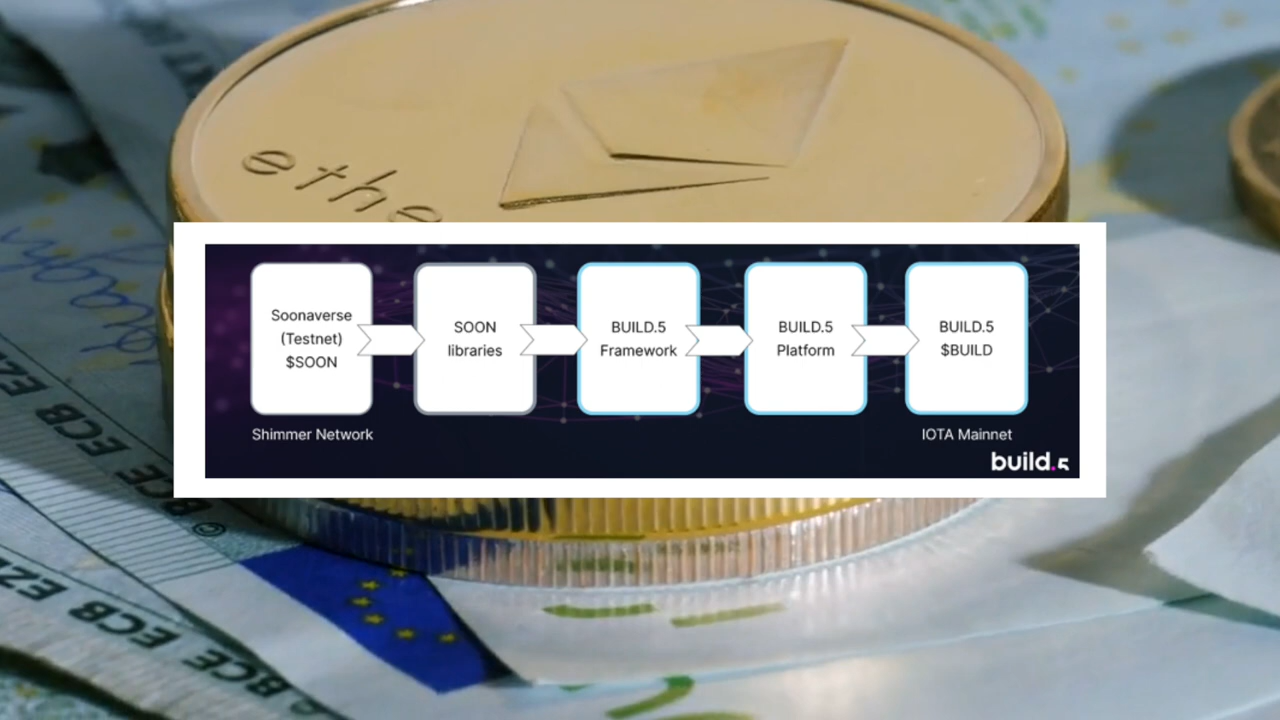 ethe
Soonaverse
(Testnet)
$SOON
SOON
libraries
BUILD.5
Framework
BUILD.5
Platform
BUILD.5
$BUILD
Shimmer Network
IOTA Mainnet
build.5
BCE ECB EZB
© BCE ECB EZB